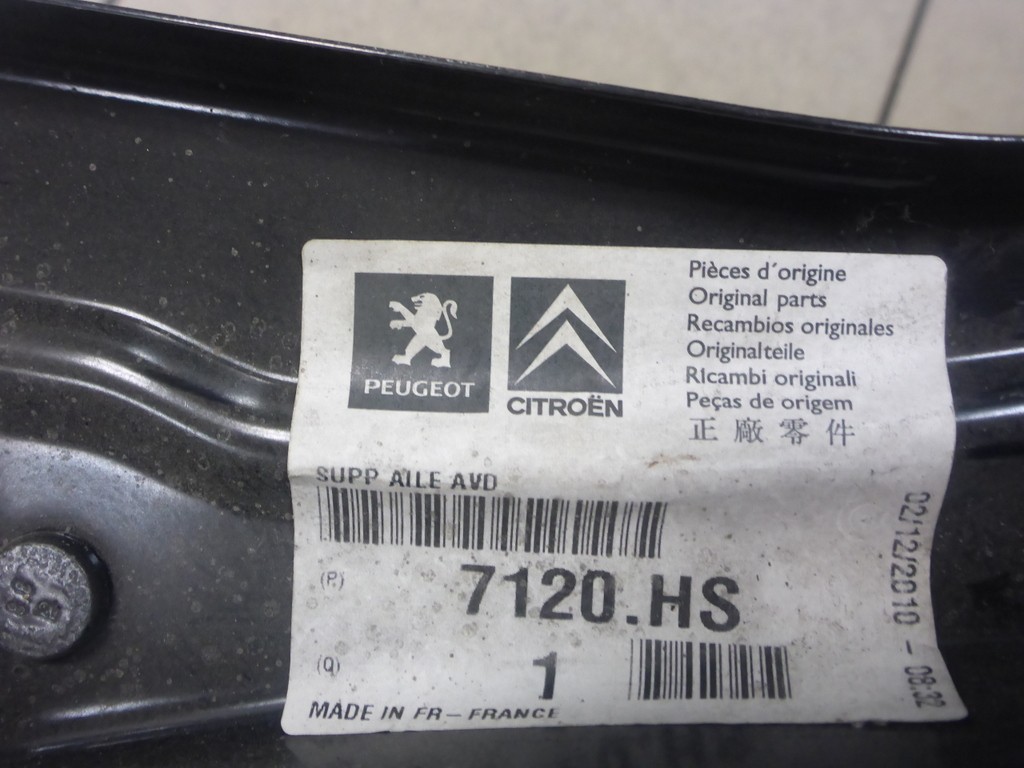 PEUGEOT
CITROËN
Pièces d´origine
Original parts
Recambios originales
Originalteile
RIcambi originali
Peças de origem
正廠零件
SUPP AILE AVD
(P) 7120.HS
(Q) 1
MADE IN FR – FRANCE
02/12/2010 – 08:32